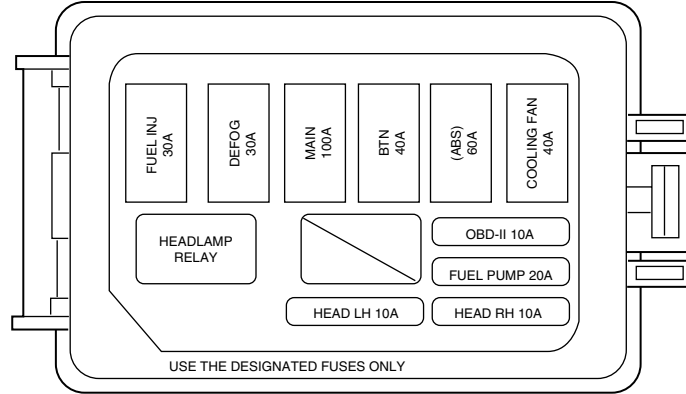 FUEL INJ
30A
DEFOG
30A
MAIN
100A
BTN
40A
(ABS)
60A
COOLING FAN
40A
HEADLAMP
RELAY
OBD-II 10A
FUEL PUMP 20A
HEAD LH 10A
HEAD RH 10A
USE THE DESIGNATED FUSES ONLY